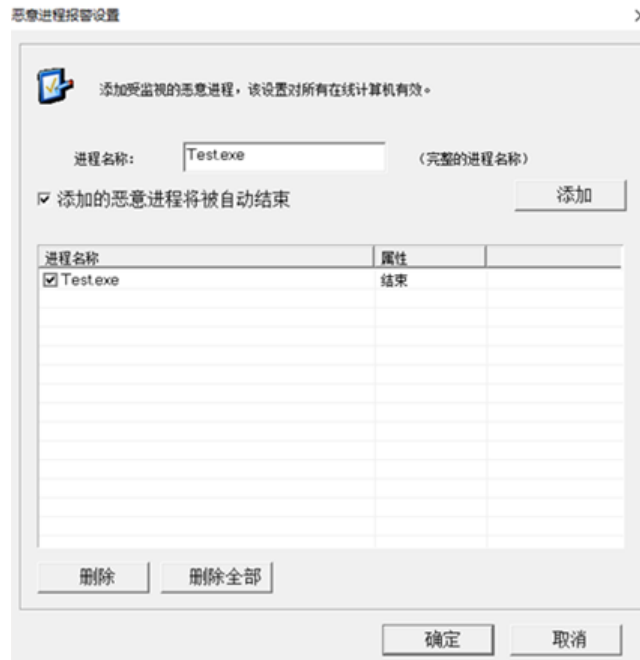 恶意进程报警设置
添加受监视的恶意进程，该设置对所有在线计算机有效。
进程名称： Test.exe （完整的进程名称）
添加的恶意进程将被自动结束 添加
进程名称 属性
Test.exe 结束
删除 删除全部
确定 取消